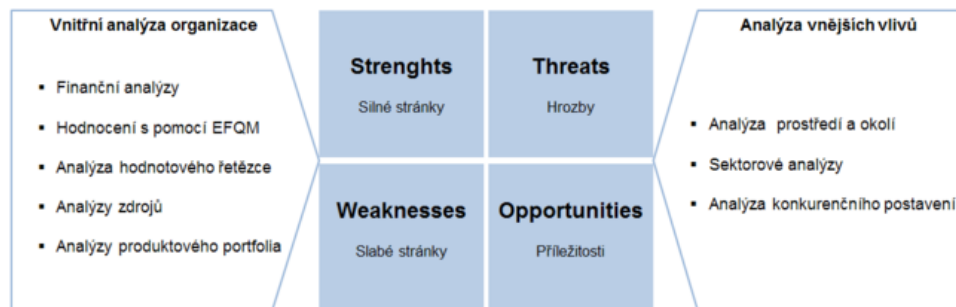 Vnitřní analýza organizace
▪ Finanční analýzy
▪ Hodnocení s pomocí EFQM
▪ Analýza hodnotového řetězce
▪ Analýzy zdrojů
▪ Analýzy produktového portfolia
Strenghts
Silné stránky
Threats
Hrozby
Weaknesses
Slabé stránky
Opportunities
Příležitosti
Analýza vnějších vlivů
▪ Analýza prostředí a okolí
▪ Sektorové analýzy
▪ Analýza konkurenčního postavení